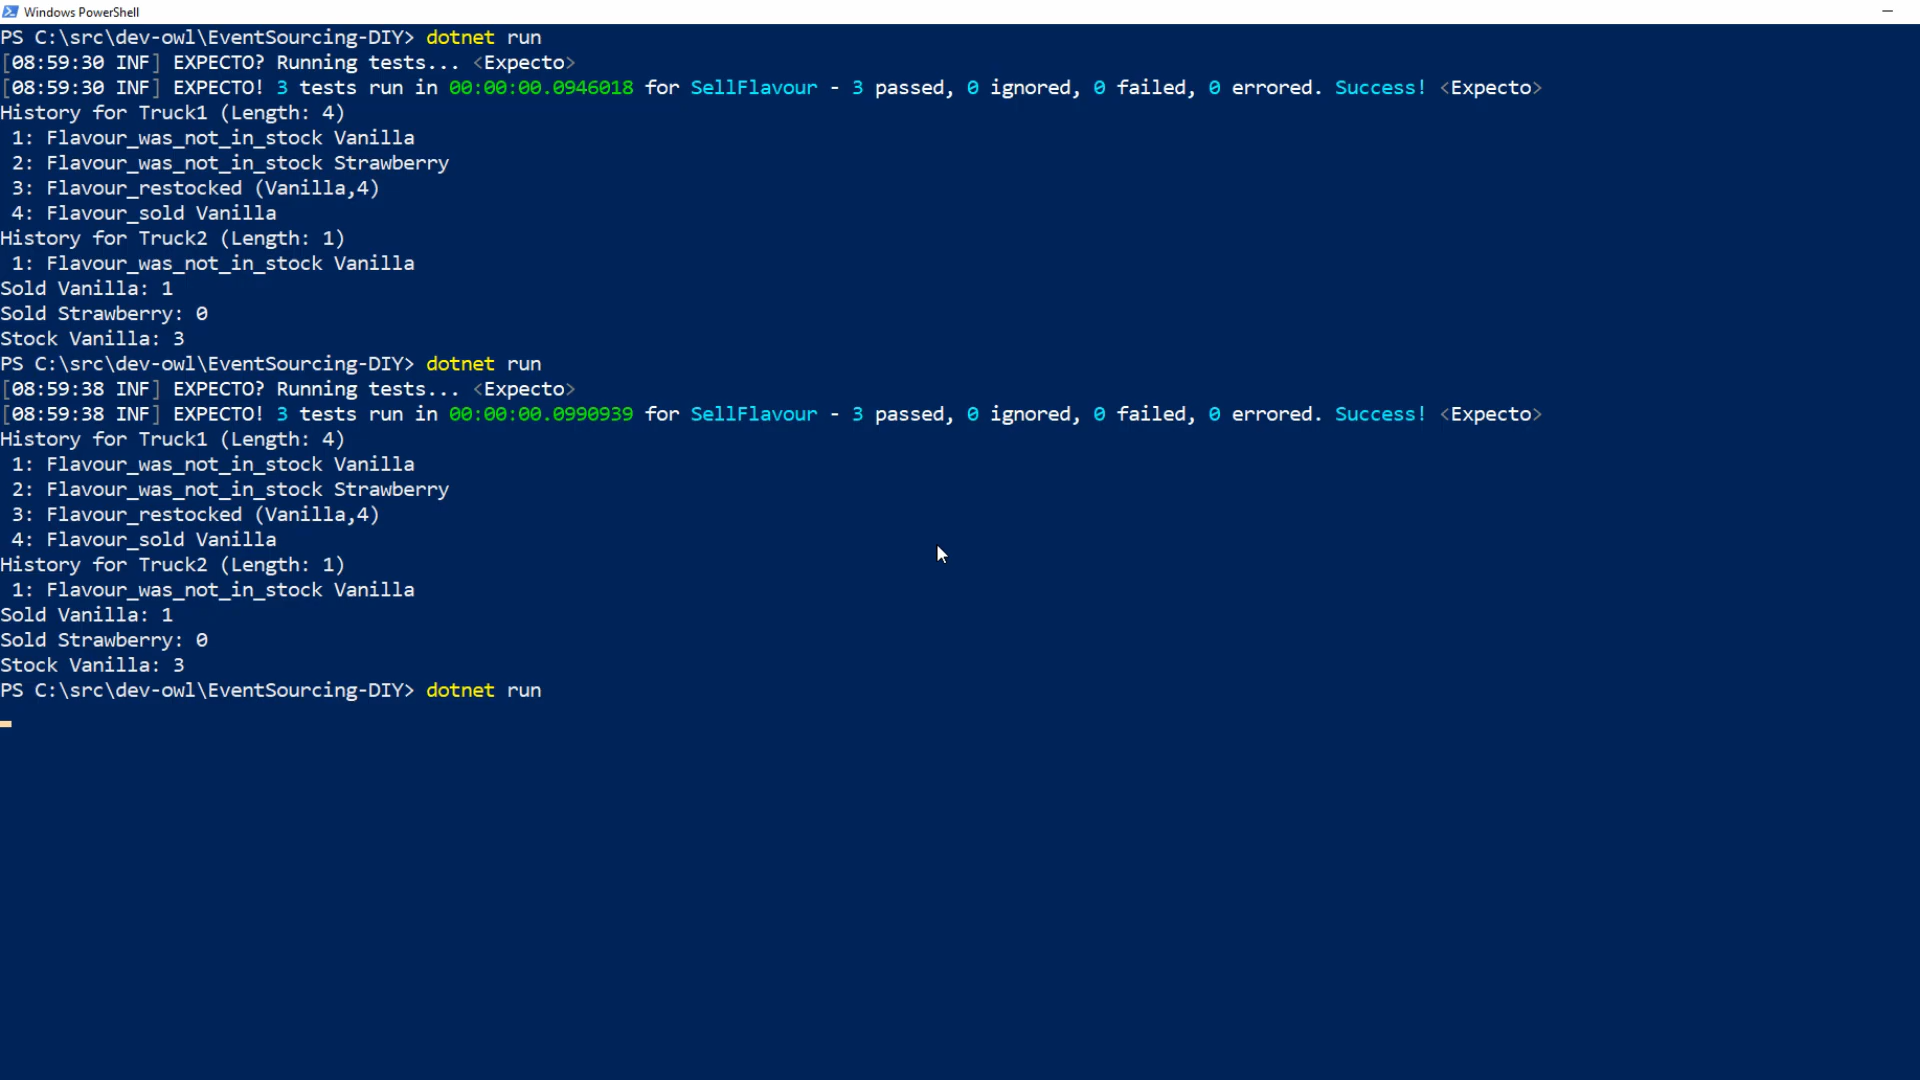 Windows PowerShell
PS C:\src\dev-owl\EventSourcing-DIY> dotnet run
[08:59:30 INF] EXPECTO? Running tests... <Expecto>
[08:59:30 INF] EXPECTO! 3 tests run in 00:00:00.0946018 for SellFlavour - 3 passed, 0 ignored, 0 failed, 0 errored. Success! <Expecto>
History for Truck1 (Length: 4)
1: Flavour_was_not_in_stock Vanilla
2: Flavour_was_not_in_stock Strawberry
3: Flavour_restocked (Vanilla,4)
4: Flavour_sold Vanilla
History for Truck2 (Length: 1)
1: Flavour_was_not_in_stock Vanilla
Sold Vanilla: 1
Sold Strawberry: 0
Stock Vanilla: 3
PS C:\src\dev-owl\EventSourcing-DIY> dotnet run
[08:59:38 INF] EXPECTO? Running tests... <Expecto>
[08:59:38 INF] EXPECTO! 3 tests run in 00:00:00.0990939 for SellFlavour - 3 passed, 0 ignored, 0 failed, 0 errored. Success! <Expecto>
History for Truck1 (Length: 4)
1: Flavour_was_not_in_stock Vanilla
2: Flavour_was_not_in_stock Strawberry
3: Flavour_restocked (Vanilla,4)
4: Flavour_sold Vanilla
History for Truck2 (Length: 1)
1: Flavour_was_not_in_stock Vanilla
Sold Vanilla: 1
Sold Strawberry: 0
Stock Vanilla: 3
PS C:\src\dev-owl\EventSourcing-DIY> dotnet run